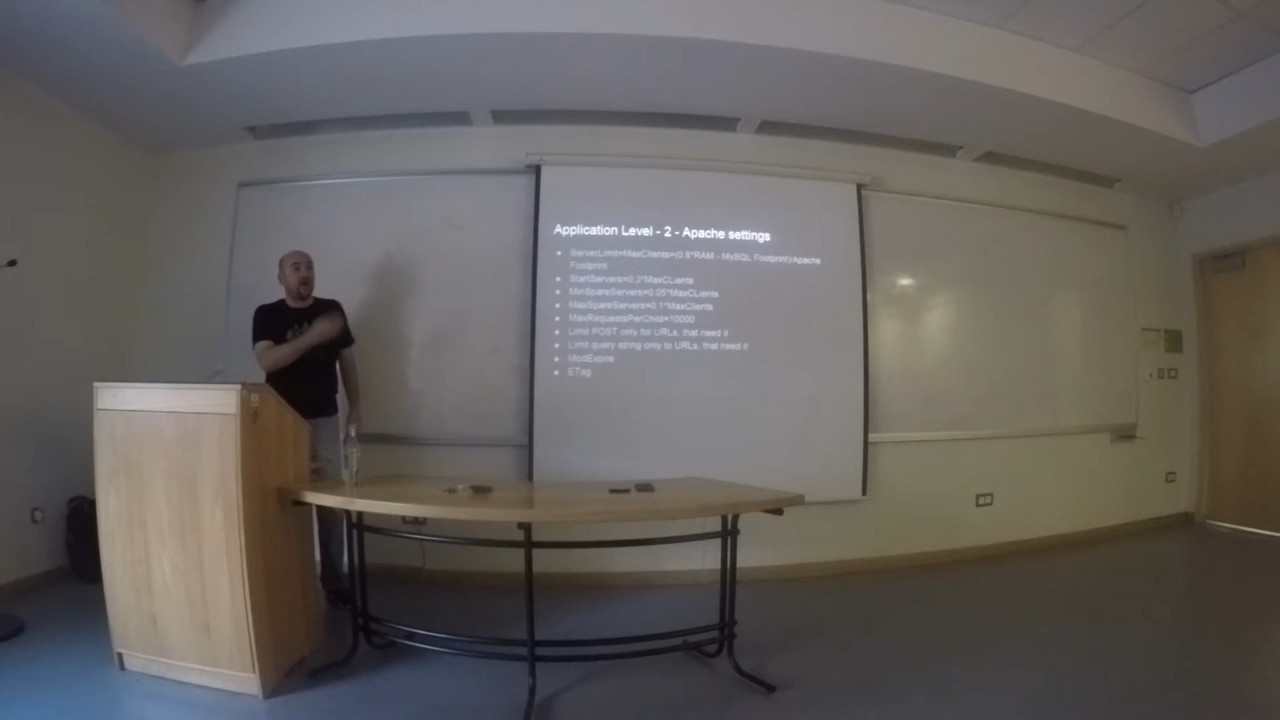 Application Level - 2 - Apache settings
ServerLimit=MaxClients=(0.8*RAM - MySQL Footprint)/Apache
Footprint
StartServers=0.3*MaxCLients
MinSpareServers=0.05*MaxCLients
MaxSpareServers=0.1*MaxClients
MaxRequestsPerChild=10000
Limit POST only for URLs, that need it
Limit query string only to URLs, that need it
ModExpire
ETag